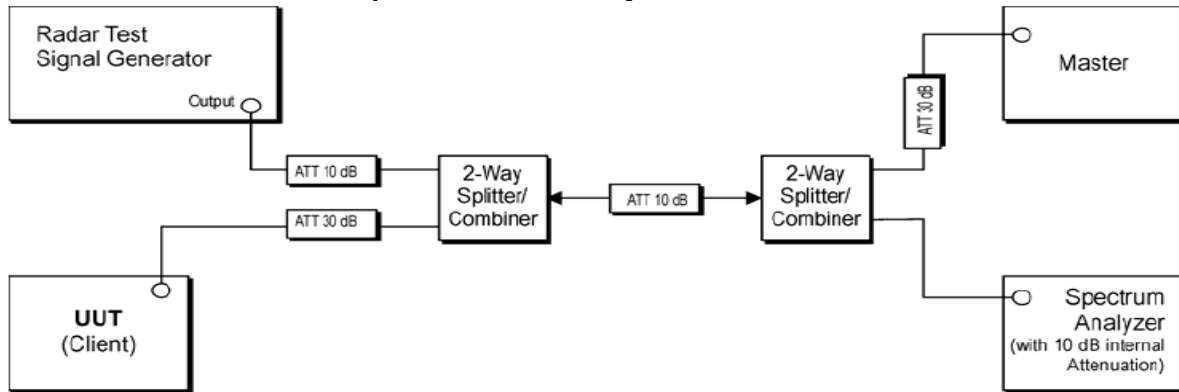 Radar Test
Signal Generator
Output
ATT 10 dB
ATT 30 dB
UUT
(Client)
2-Way
Splitter/
Combiner
ATT 10 dB
2-Way
Splitter/
Combiner
ATT 30 dB
Master
Spectrum
Analyzer
(with 10 dB internal
Attenuation)